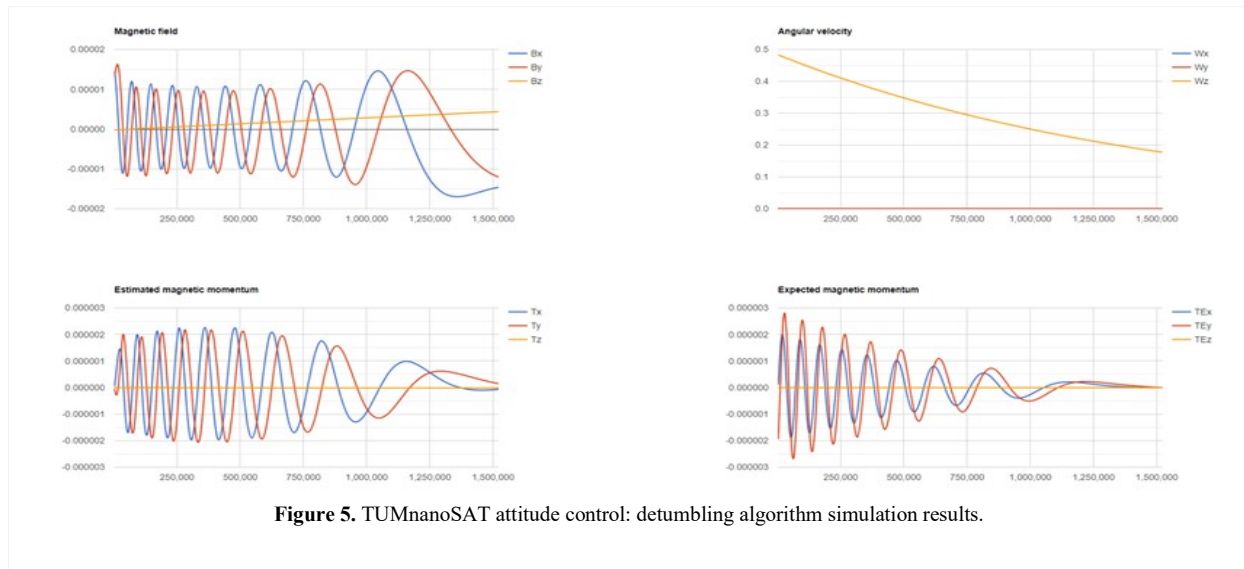 Magnetic field
0.00002
0.00001
0.00000
-0.00001
-0.00002
250,000 500,000 750,000 1,000,000 1,250,000 1,500,000
Bx
By
Bz
Angular velocity
0.5
0.4
0.3
0.2
0.1
0.0
250,000 500,000 750,000 1,000,000 1,250,000 1,500,000
Wx
Wy
Wz
Estimated magnetic momentum
0.000003
0.000002
0.000001
0.000000
-0.000001
-0.000002
-0.000003
250,000 500,000 750,000 1,000,000 1,250,000 1,500,000
Tx
Ty
Tz
Expected magnetic momentum
0.000003
0.000002
0.000001
0.000000
-0.000001
-0.000002
-0.000003
250,000 500,000 750,000 1,000,000 1,250,000 1,500,000
TEx
TEy
TEz
Figure 5. TUMnanoSAT attitude control: detumbling algorithm simulation results.